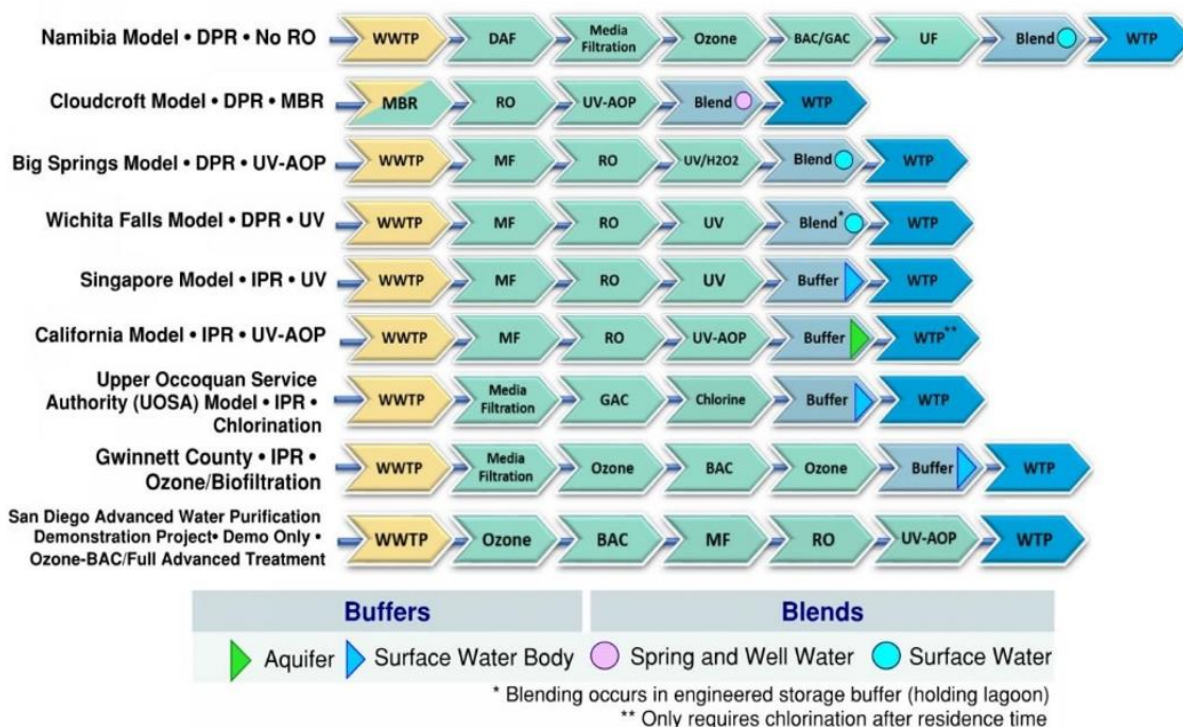 Namibia Model • DPR • No RO
WWTP
DAF
Media
Filtration
Ozone
BAC/GAC
UF
Blend
WTP
Cloudcroft Model • DPR • MBR
MBR
RO
UV-AOP
Blend
WTP
Big Springs Model • DPR • UV-AOP
WWTP
MF
RO
UV/H2O2
Blend
WTP
Wichita Falls Model • DPR • UV
WWTP
MF
RO
UV
Blend*
WTP
Singapore Model • IPR • UV
WWTP
MF
RO
UV
Buffer
WTP
California Model • IPR • UV-AOP
WWTP
MF
RO
UV-AOP
Buffer
WTP**
Upper Occoquan Service
Authority (UOSA) Model • IPR •
Chlorination
WWTP
Media
Filtration
GAC
Chlorine
Buffer
WTP
Gwinnett County • IPR •
Ozone/Biofiltration
WWTP
Media
Filtration
Ozone
BAC
Ozone
Buffer
WTP
San Diego Advanced Water Purification
Demonstration Project• Demo Only •
Ozone-BAC/Full Advanced Treatment
WWTP
Ozone
BAC
MF
RO
UV-AOP
WTP
Buffers
Blends
Aquifer
Surface Water Body
Spring and Well Water
Surface Water
* Blending occurs in engineered storage buffer (holding lagoon)
** Only requires chlorination after residence time